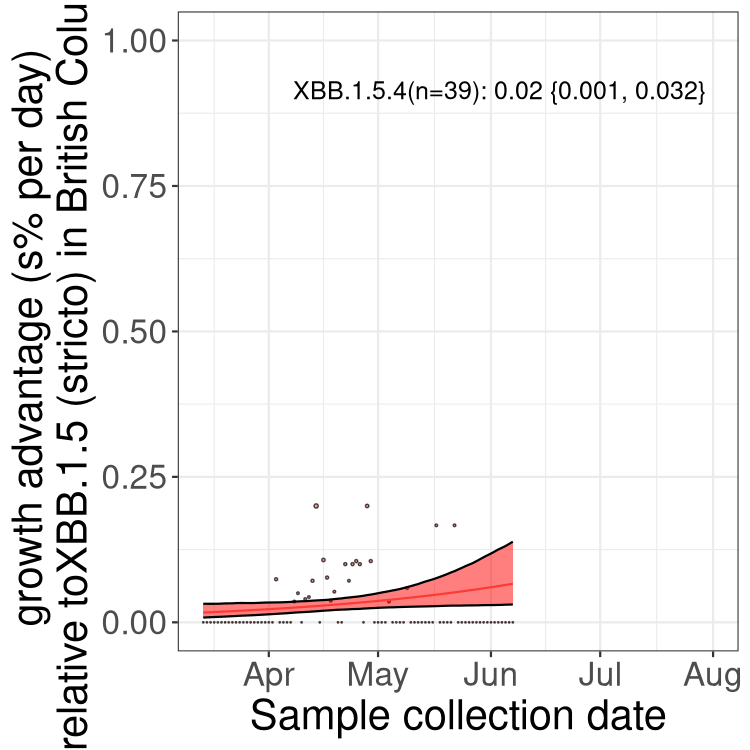 growth advantage (s% per day)
relative toXBB.1.5 (stricto) in British Colu
1.00
0.75
0.50
0.25
0.00
XBB.1.5.4(n=39): 0.02 {0.001, 0.032}
Apr May Jun Jul Aug
Sample collection date